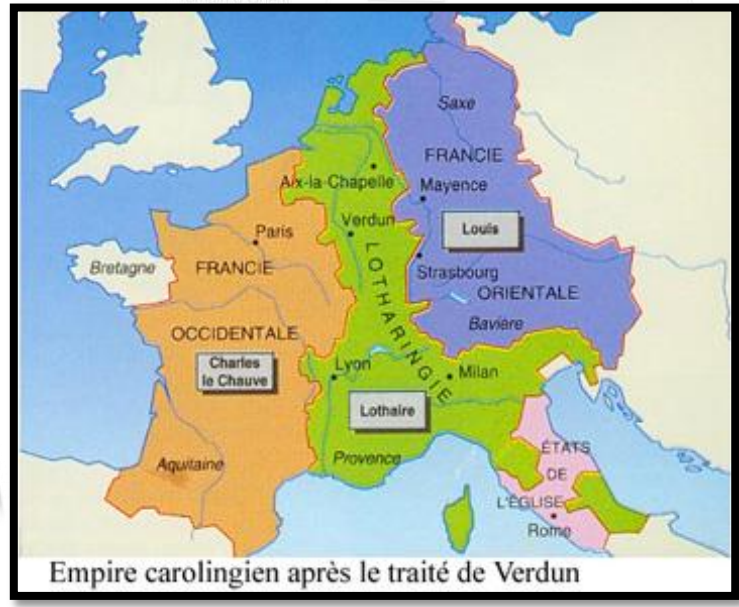 Saxe
FRANCIE
Aix-la-Chapelle
Mayence
Verdun
Louis
Paris
Bretagne
FRANCIE
Strasbourg
LOTHARINGIE
ORIENTALE
Bavière
OCCIDENTALE
Charles
le Chauve
Lyon
Milan
Lothaire
Aquitaine
Provence
ÉTATS
DE
L'ÉGLISE
Rome
Empire carolingien après le traité de Verdun